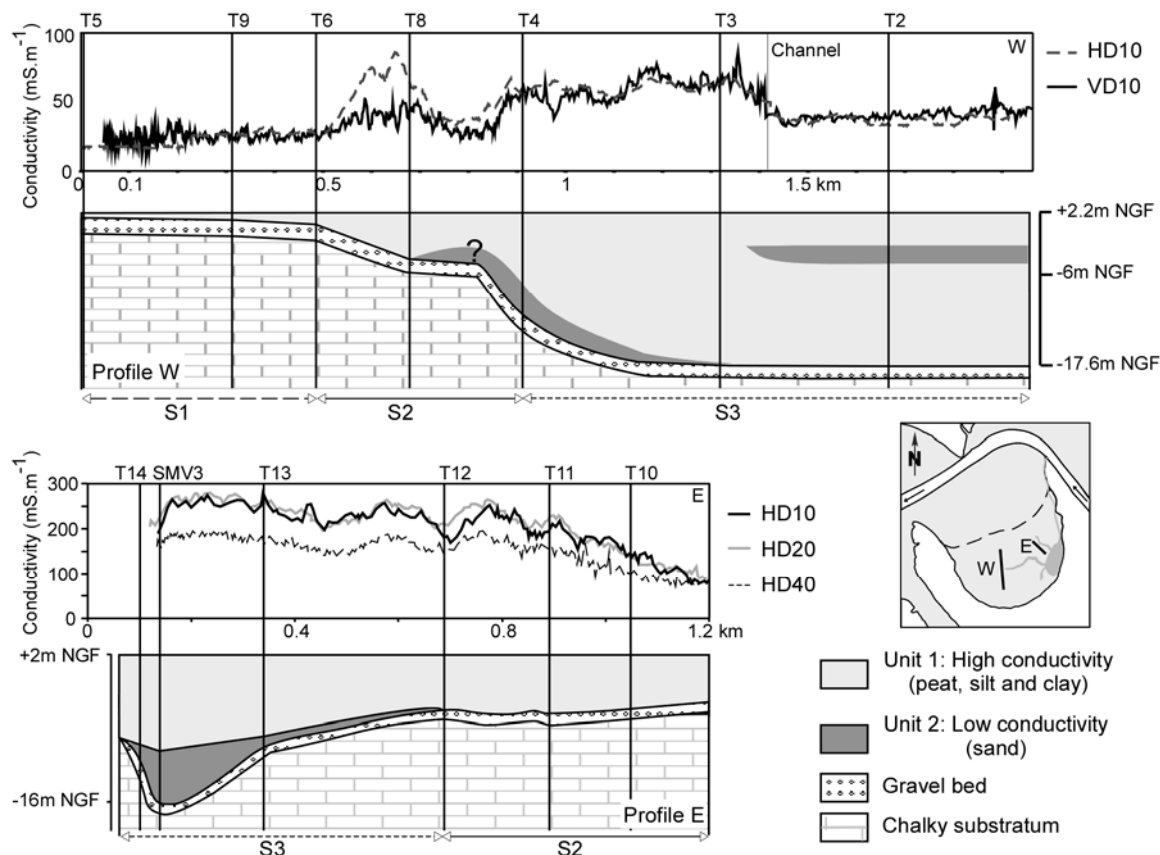 T5 T9 T6 T8 T4 T3 T2
Conductivity (mS.m⁻¹)
100
50
0
Channel
W
HD10
VD10
0 0.1 0.5 1 1.5 km
?
+2.2m NGF
-6m NGF
-17.6m NGF
Profile W
S1 S2 S3
T14 SMV3 T13 T12 T11 T10
Conductivity (mS.m⁻¹)
300
200
100
0
E
HD10
HD20
HD40
0 0.4 0.8 1.2 km
+2m NGF
-16m NGF
Profile E
S3 S2
N
W
E
Unit 1: High conductivity
(peat, silt and clay)
Unit 2: Low conductivity
(sand)
Gravel bed
Chalky substratum